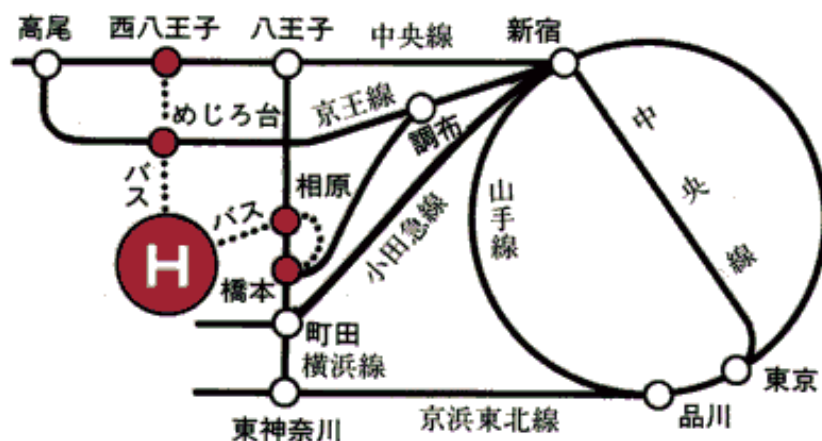 高尾
西八王子
八王子
中央線
新宿
めじろ台
京王線
調布
中央線
バス
相原
バス
山手線
小田急線
H
橋本
町田
横浜線
東京
東神奈川
京浜東北線
品川